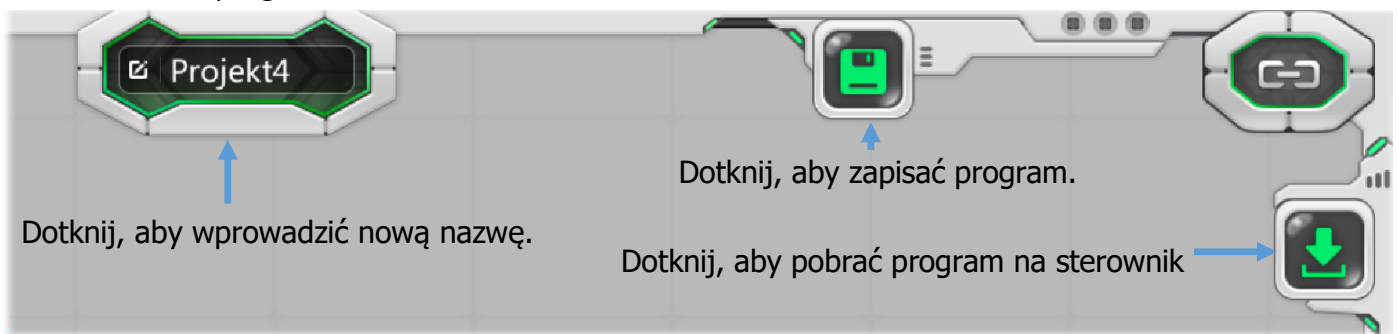 Projekt4
Dotknij, aby zapisać program.
Dotknij, aby wprowadzić nową nazwę.
Dotknij, aby pobrać program na sterownik